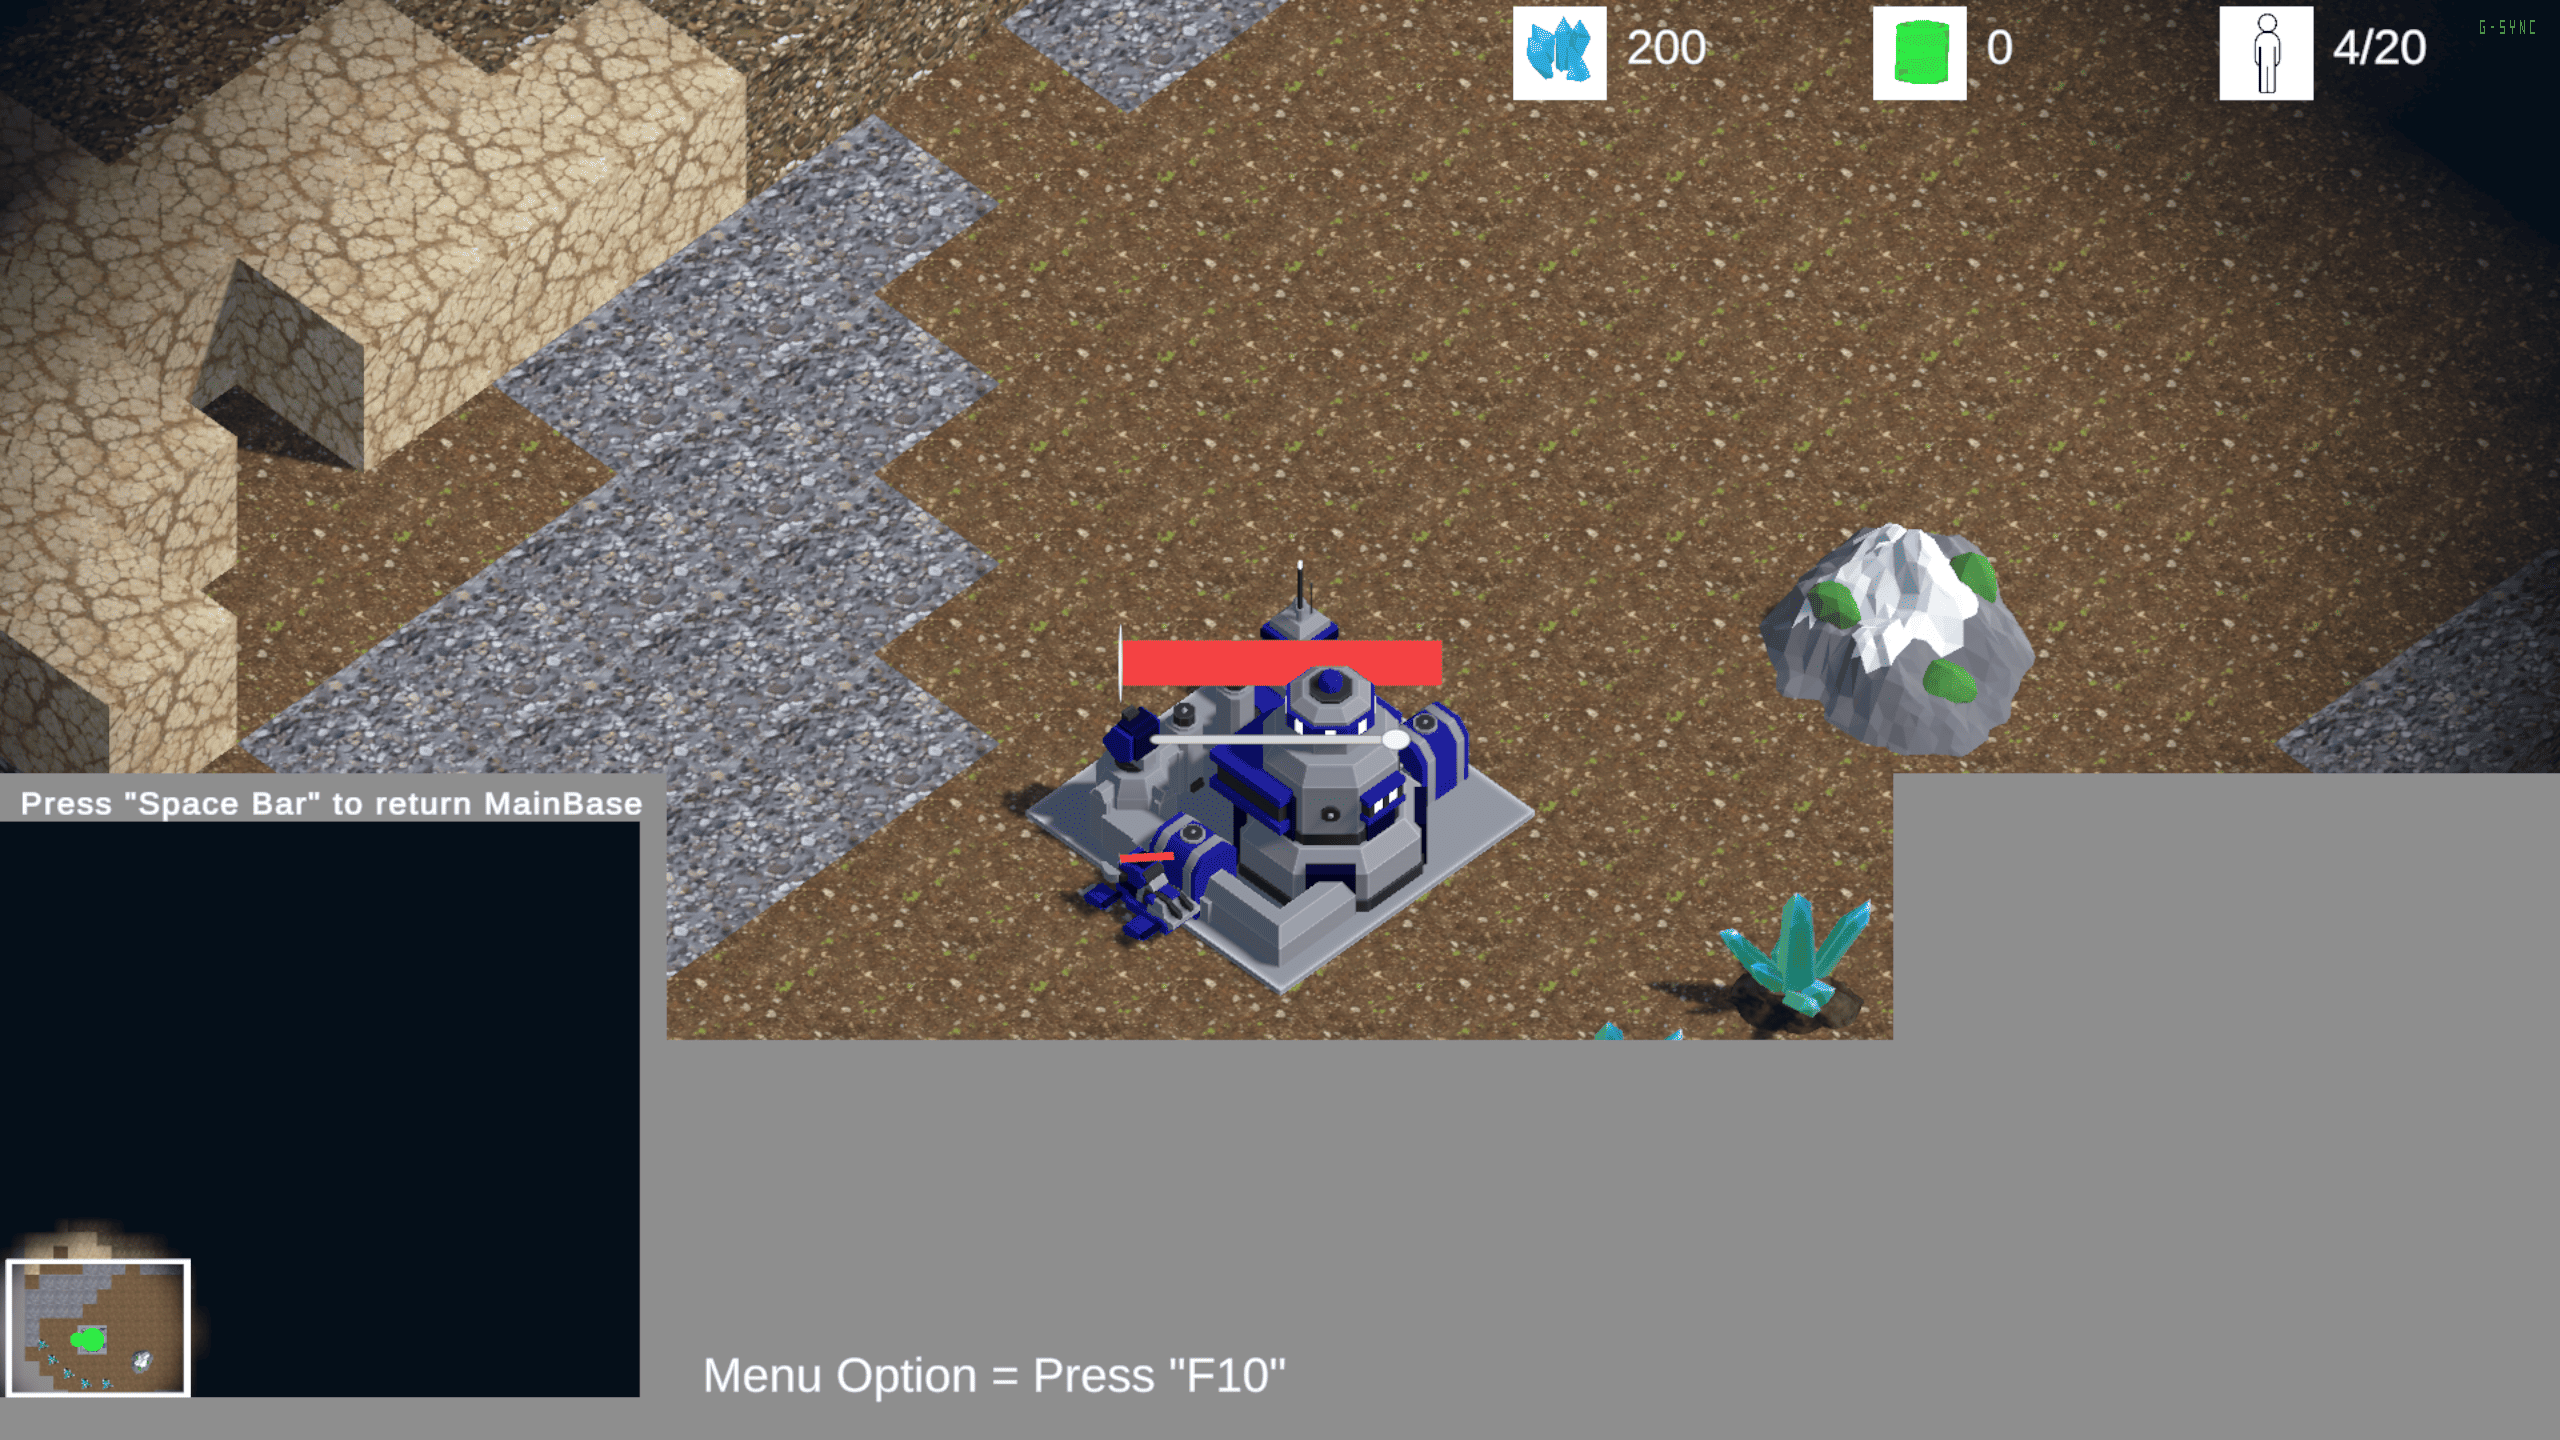 200
0
4/20
G-SYNC
Press "Space Bar" to return MainBase
Menu Option = Press "F10"